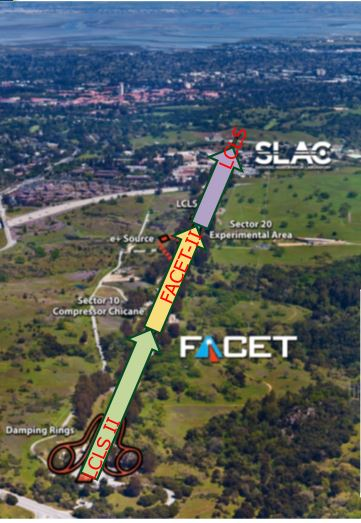 LCLS
SLAC
LCLS
Sector 20
Experimental Area
e+ Source
FACET-II
Sector 10
Compressor Chicane
FACET
Damping Rings
LCLS II